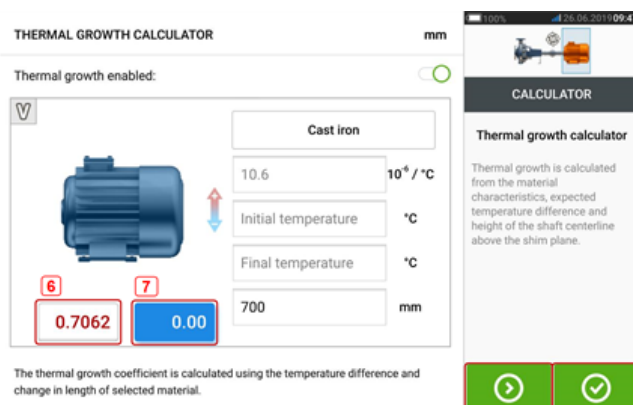 THERMAL GROWTH CALCULATOR
mm
Thermal growth enabled:
V
Cast iron
10.6
10⁻⁶ / °C
Initial temperature
°C
Final temperature
°C
6
7
0.7062
0.00
700
mm
The thermal growth coefficient is calculated using the temperature difference and
change in length of selected material.
100%
26.06.2019 09:4
CALCULATOR
Thermal growth calculator
Thermal growth is calculated
from the material
characteristics, expected
temperature difference and
height of the shaft centerline
above the shim plane.